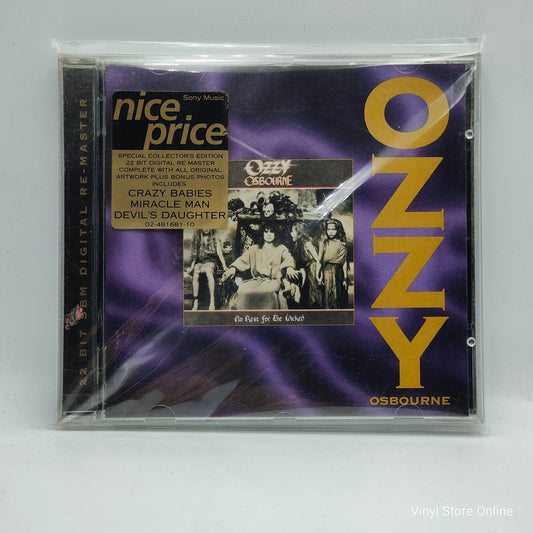 22 BIT SBM DIGITAL RE-MASTER
Sony Music
nice
price
SPECIAL COLLECTOR'S EDITION
22 BIT DIGITAL RE MASTER
COMPLETE WITH ALL ORIGINAL
ARTWORK PLUS BONUS PHOTOS
INCLUDES:
CRAZY BABIES
MIRACLE MAN
DEVIL'S DAUGHTER
02-481681-10
OZZY
OSBOURNE
No Rest for The Wicked
OZZY
OSBOURNE
Vinyl Store Online